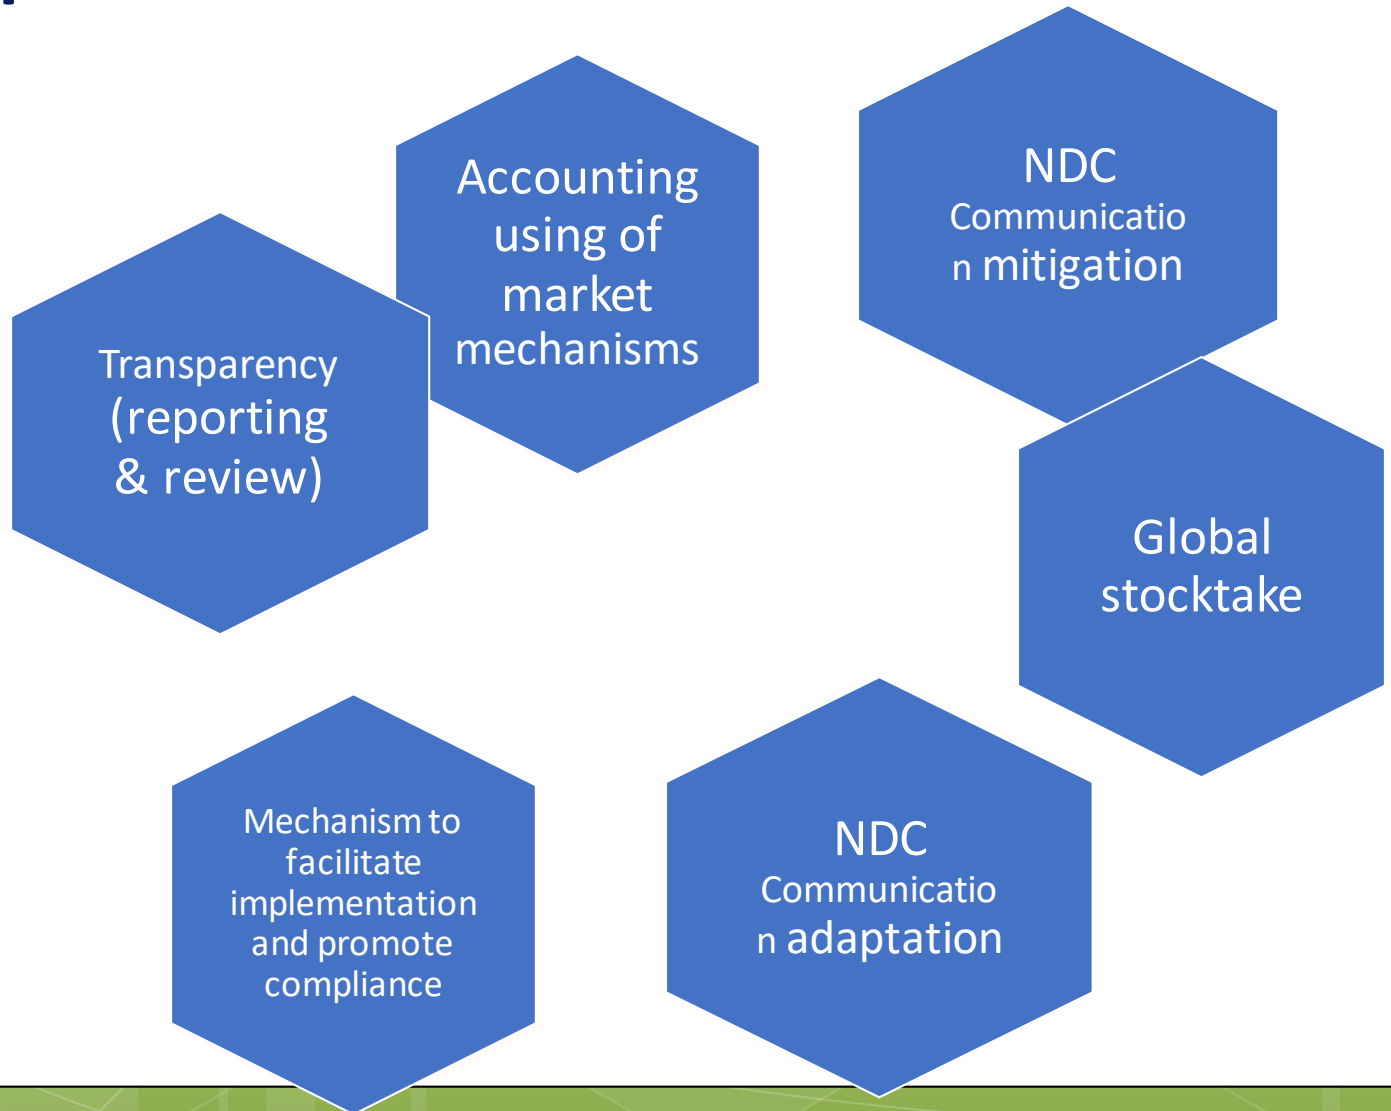 Accounting
using of
market
mechanisms
NDC
Communicatio
n mitigation
Transparency
(reporting
& review)
Global
stocktake
Mechanism to
facilitate
implementation
and promote
compliance
NDC
Communicatio
n adaptation